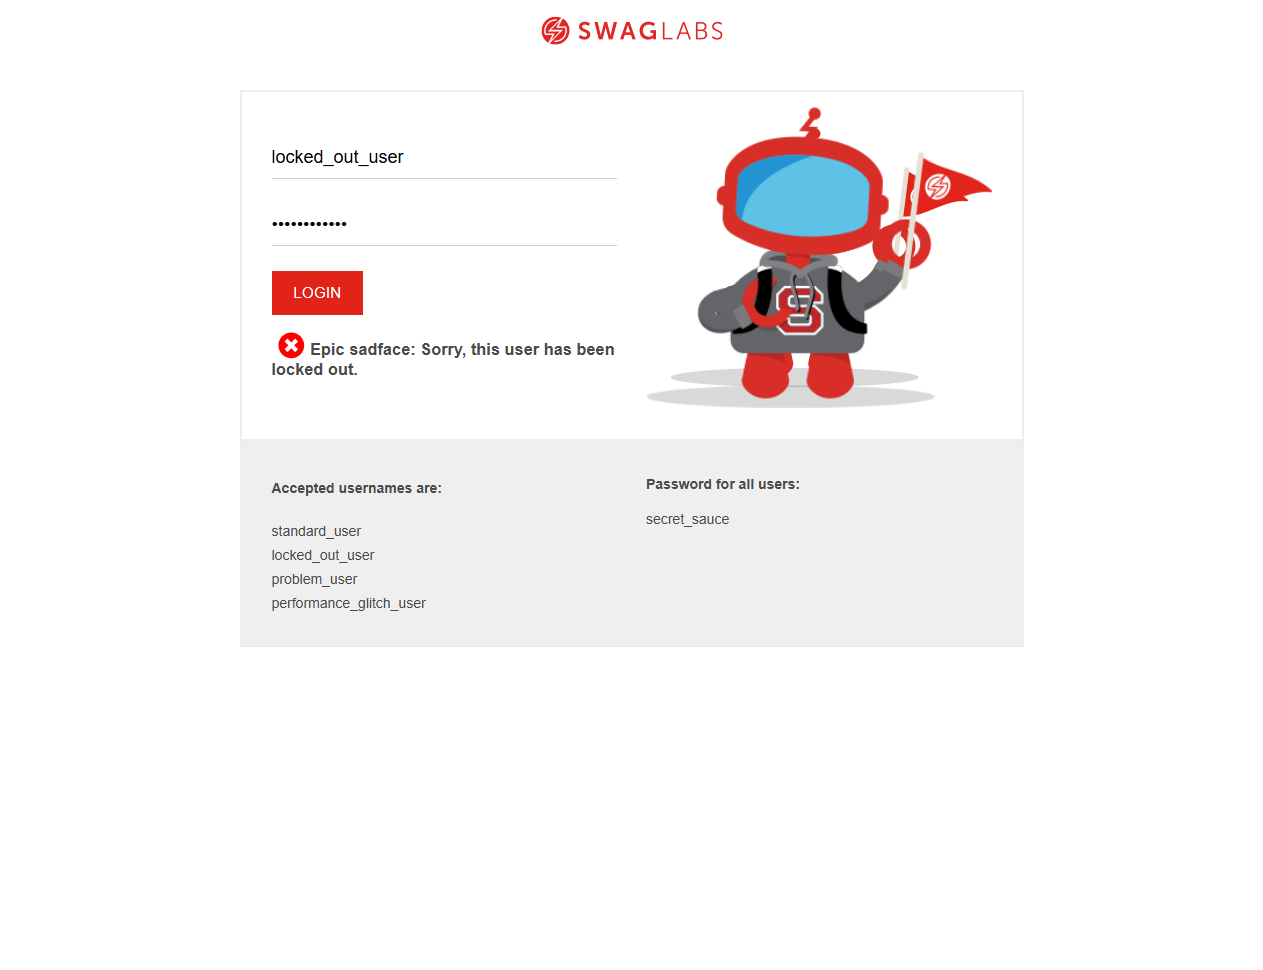 SWAGLABS
locked_out_user
••••••••••••
LOGIN
Epic sadface: Sorry, this user has been
locked out.
S
Accepted usernames are:
standard_user
locked_out_user
problem_user
performance_glitch_user
Password for all users:
secret_sauce